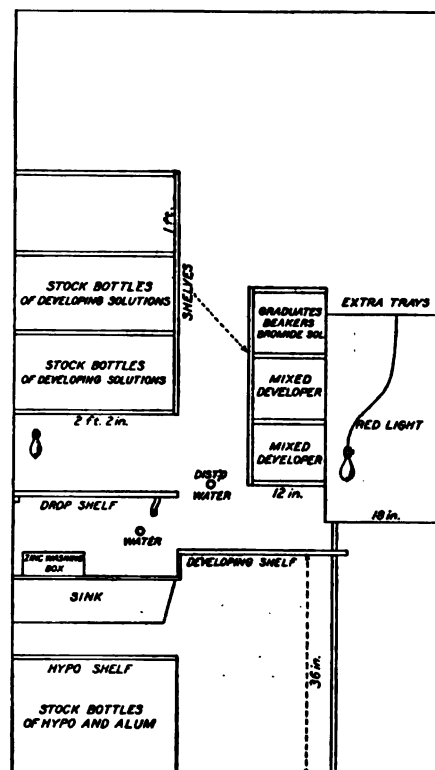 1 ft.
SHELVES
STOCK BOTTLES
OF DEVELOPING SOLUTIONS
STOCK BOTTLES
OF DEVELOPING SOLUTIONS
2 ft. 2 in.
GRADUATES
BEAKERS
BROMIDE SOL.
MIXED
DEVELOPER
MIXED
DEVELOPER
12 in.
EXTRA TRAYS
RED LIGHT
18 in.
DIST'D
WATER
DROP SHELF
WATER
ZINC WASHING
BOX
DEVELOPING SHELF
SINK
36 in.
HYPO SHELF
STOCK BOTTLES
OF HYPO AND ALUM